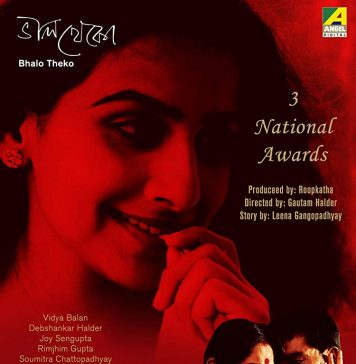 ভাল থেকো
Bhalo Theko
ANGEL
DIGITAL
3
National
Awards
Produceed by: Roopkatha
Directed by: Gautam Halder
Story by: Leena Gangopadhyay
Vidya Balan
Debshankar Halder
Joy Sengupta
Rimjhim Gupta
Soumitra Chattopadhyay